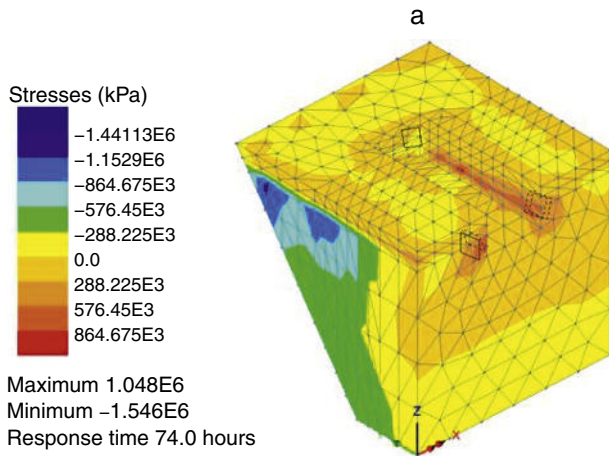 a
Stresses (kPa)
−1.44113E6
−1.1529E6
−864.675E3
−576.45E3
−288.225E3
0.0
288.225E3
576.45E3
864.675E3
Maximum 1.048E6
Minimum −1.546E6
Response time 74.0 hours
Z
X